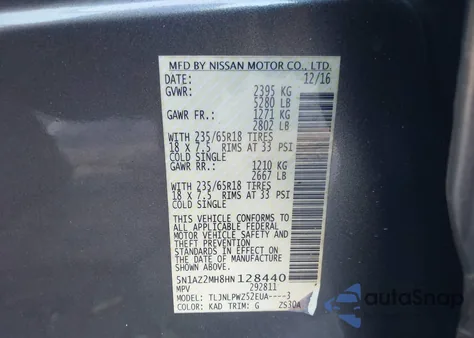 MFD BY NISSAN MOTOR CO., LTD.
DATE: 12/16
GVWR: 2395 KG
5280 LB
GAWR FR.: 1271 KG
2802 LB
WITH 235/65R18 TIRES
18 X 7.5 RIMS AT 33 PSI
COLD SINGLE
GAWR RR.: 1210 KG
2667 LB
WITH 235/65R18 TIRES
18 X 7.5 RIMS AT 33 PSI
COLD SINGLE
THIS VEHICLE CONFORMS TO
ALL APPLICABLE FEDERAL
MOTOR VEHICLE SAFETY AND
THEFT PREVENTION
STANDARDS IN EFFECT ON
THE DATE OF MANUFACTURE
SHOWN ABOVE.
5N1AZ2MH8HN128440
MPV 292811
MODEL: TLJNLPWZ52EUA----3
COLOR: KAD TRIM: G ZS30A
AutoSnap